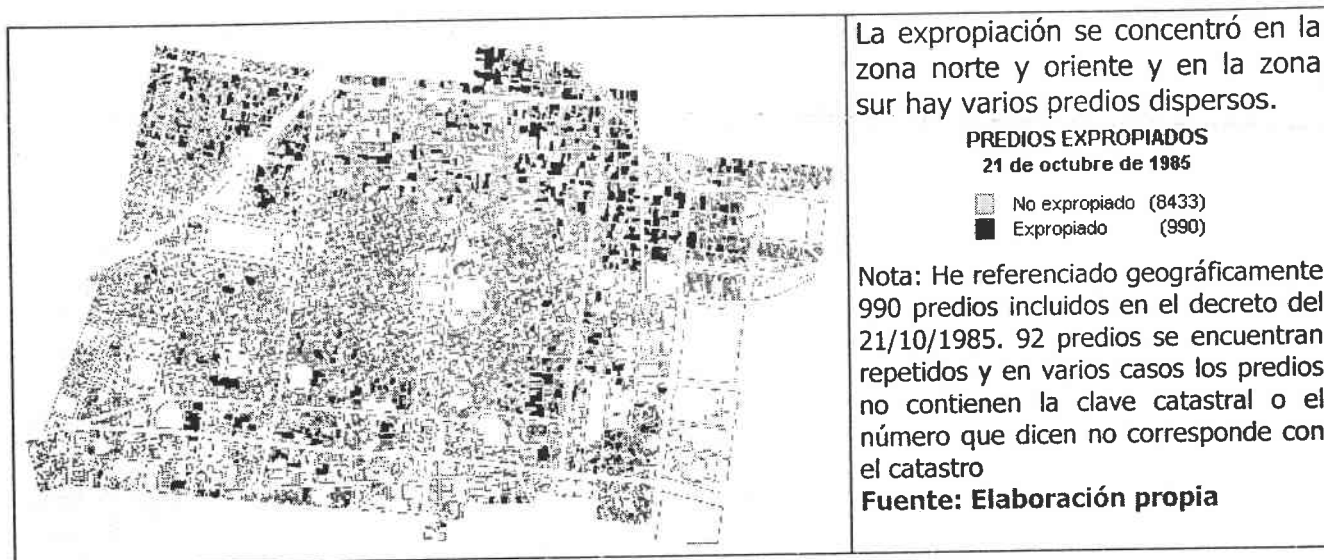 La expropiación se concentró en la
zona norte y oriente y en la zona
sur hay varios predios dispersos.
PREDIOS EXPROPIADOS
21 de octubre de 1985
No expropiado (8433)
Expropiado (990)
Nota: He referenciado geográficamente
990 predios incluidos en el decreto del
21/10/1985. 92 predios se encuentran
repetidos y en varios casos los predios
no contienen la clave catastral o el
número que dicen no corresponde con
el catastro
Fuente: Elaboración propia